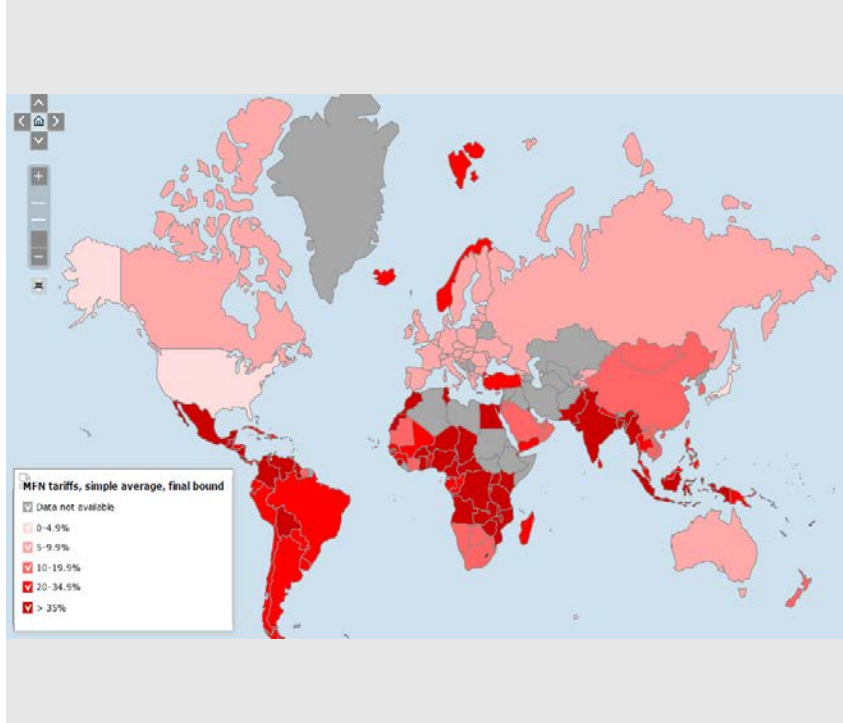 MFN tariffs, simple average, final bound
Data not available
0-4.9%
5-9.9%
10-19.9%
20-34.9%
> 35%